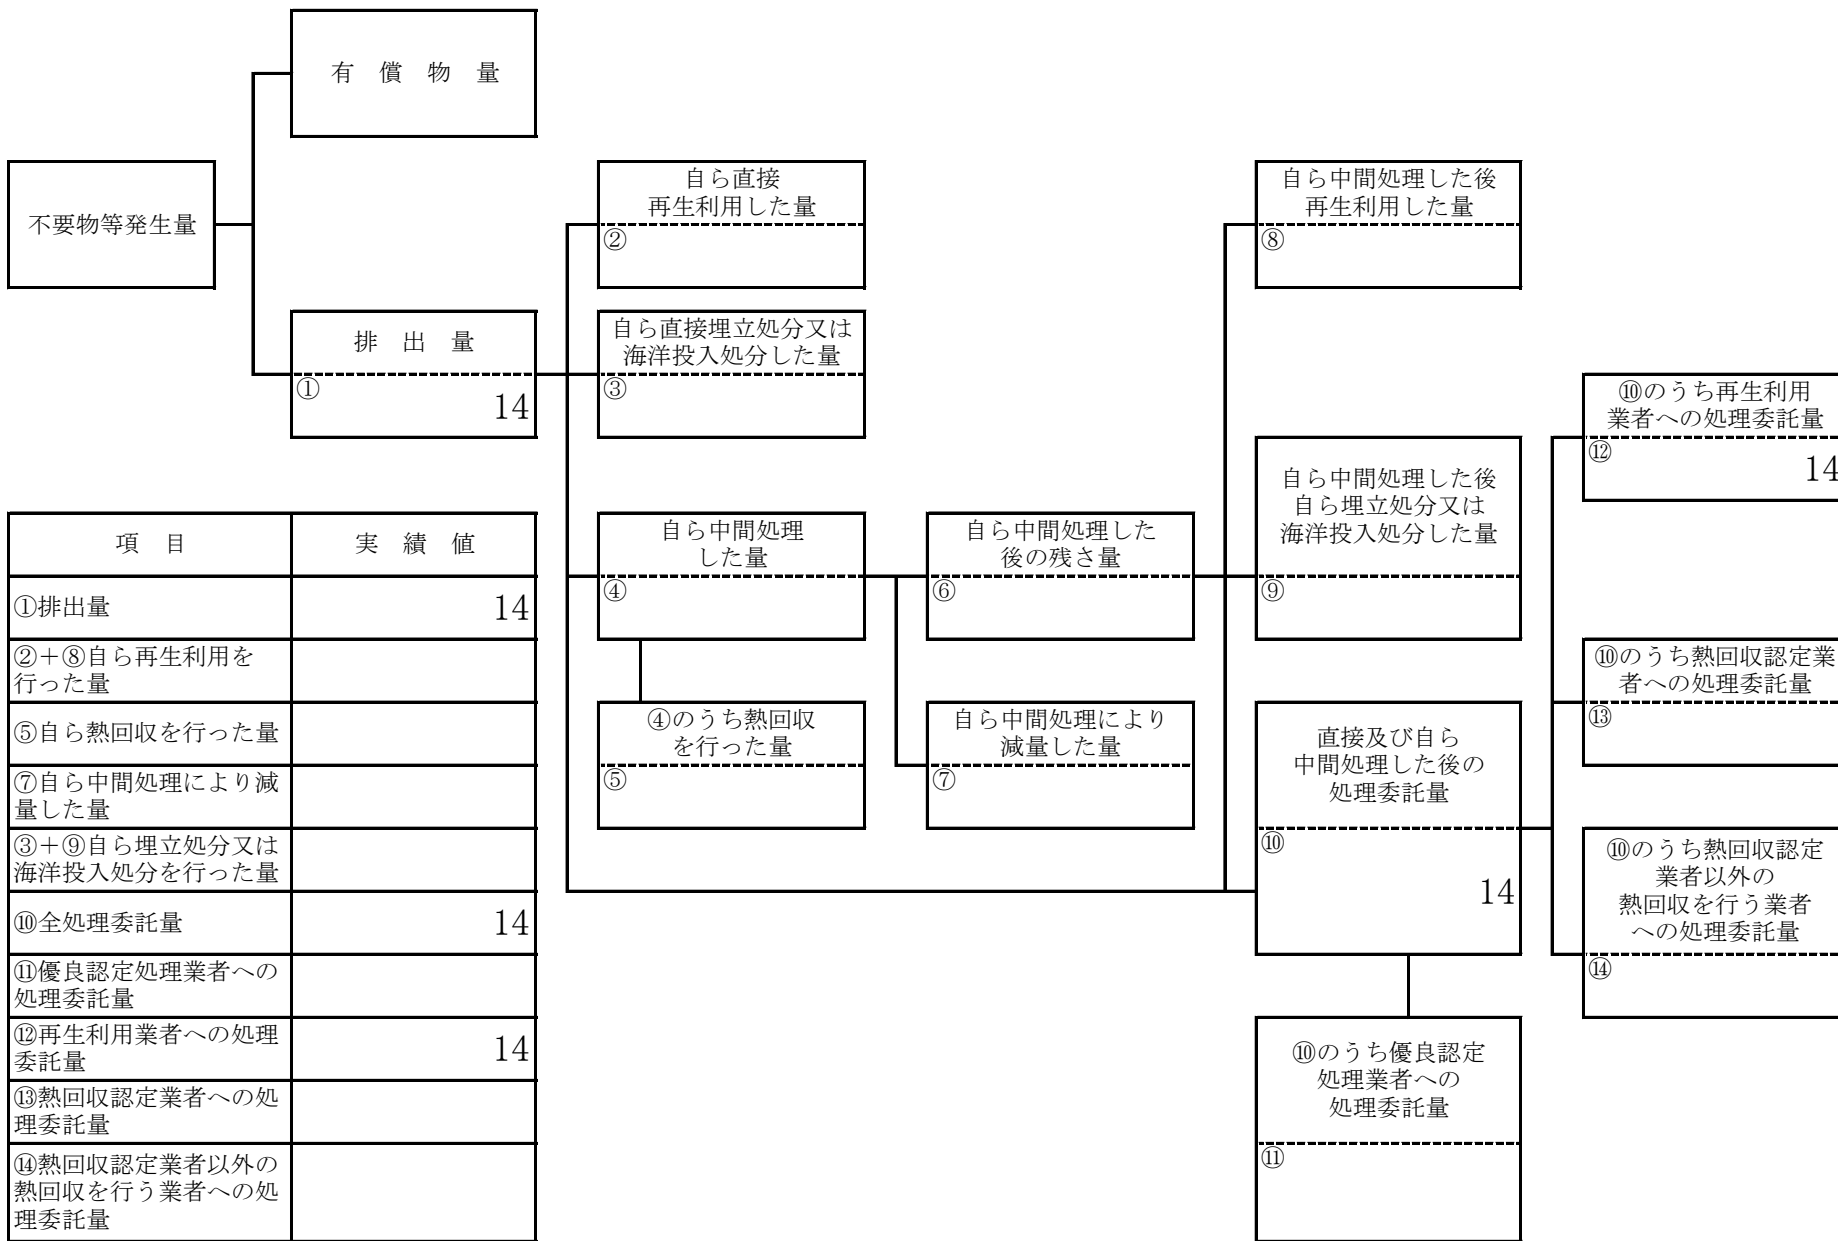 有 償 物 量
不要物等発生量
排 出 量
①
14
自ら直接
再生利用した量
②
自ら直接埋立処分又は
海洋投入処分した量
③
自ら中間処理
した量
④
④のうち熱回収
を行った量
⑤
自ら中間処理した
後の残さ量
⑥
自ら中間処理により
減量した量
⑦
自ら中間処理した後
再生利用した量
⑧
自ら中間処理した後
自ら埋立処分又は
海洋投入処分した量
⑨
直接及び自ら
中間処理した後の
処理委託量
⑩
14
⑩のうち優良認定
処理業者への
処理委託量
⑪
⑩のうち再生利用
業者への処理委託量
⑫
14
⑩のうち熱回収認定業
者への処理委託量
⑬
⑩のうち熱回収認定
業者以外の
熱回収を行う業者
への処理委託量
⑭
項 目 実 績 値
①排出量 14
②+⑧自ら再生利用を
行った量
⑤自ら熱回収を行った量
⑦自ら中間処理により減
量した量
③+⑨自ら埋立処分又は
海洋投入処分を行った量
⑩全処理委託量 14
⑪優良認定処理業者への
処理委託量
⑫再生利用業者への処理
委託量 14
⑬熱回収認定業者への処
理委託量
⑭熱回収認定業者以外の
熱回収を行う業者への処
理委託量